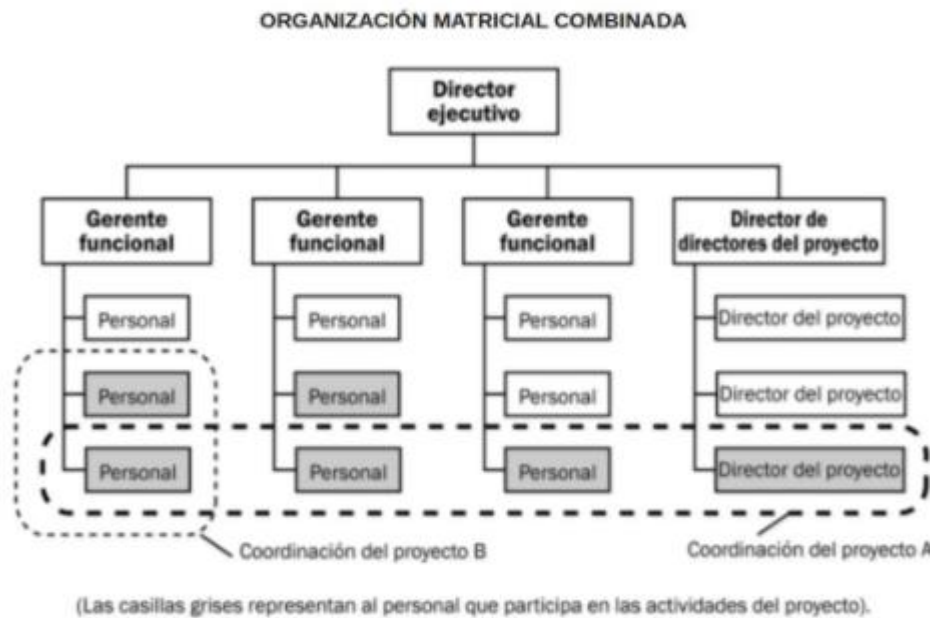 ORGANIZACIÓN MATRICIAL COMBINADA
Director
ejecutivo
Gerente
funcional
Gerente
funcional
Gerente
funcional
Director de
directores del proyecto
Personal
Personal
Personal
Director del proyecto
Personal
Personal
Personal
Director del proyecto
Personal
Personal
Personal
Director del proyecto
Coordinación del proyecto B
Coordinación del proyecto A
(Las casillas grises representan al personal que participa en las actividades del proyecto).